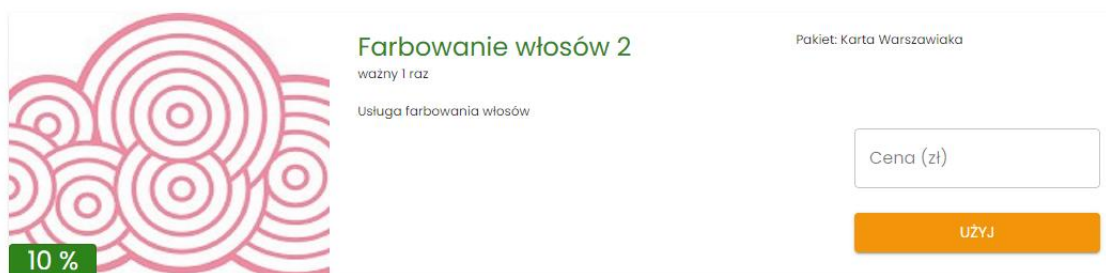 Farbowanie włosów 2
ważny 1 raz
Usługa farbowania włosów
Pakiet: Karta Warszawiaka
Cena (zł)
UŻYJ
10 %